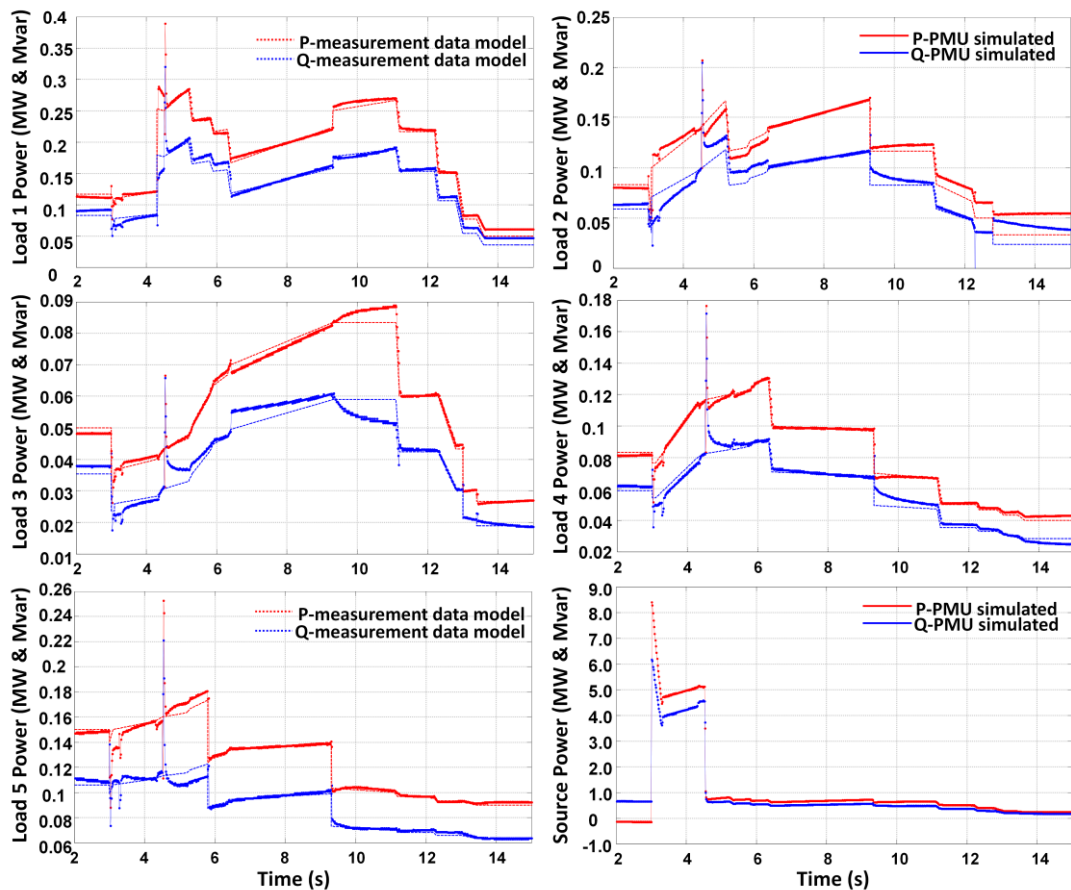 Load 1 Power (MW & Mvar)
0.4
0.35
0.3
0.25
0.2
0.15
0.1
0.05
0
P-measurement data model
Q-measurement data model
2 4 6 8 10 12 14
Load 2 Power (MW & Mvar)
0.25
0.2
0.15
0.1
0.05
0
P-PMU simulated
Q-PMU simulated
2 4 6 8 10 12 14
Load 3 Power (MW & Mvar)
0.09
0.08
0.07
0.06
0.05
0.04
0.03
0.02
0.01
2 4 6 8 10 12 14
Load 4 Power (MW & Mvar)
0.18
0.16
0.14
0.12
0.10
0.08
0.06
0.04
0.02
2 4 6 8 10 12 14
Load 5 Power (MW & Mvar)
0.26
0.24
0.22
0.2
0.18
0.16
0.14
0.12
0.1
0.08
0.06
P-measurement data model
Q-measurement data model
2 4 6 8 10 12 14
Time (s)
Source Power (MW & Mvar)
9.0
8.0
7.0
6.0
5.0
4.0
3.0
2.0
1.0
0
-1.0
P-PMU simulated
Q-PMU simulated
2 4 6 8 10 12 14
Time (s)